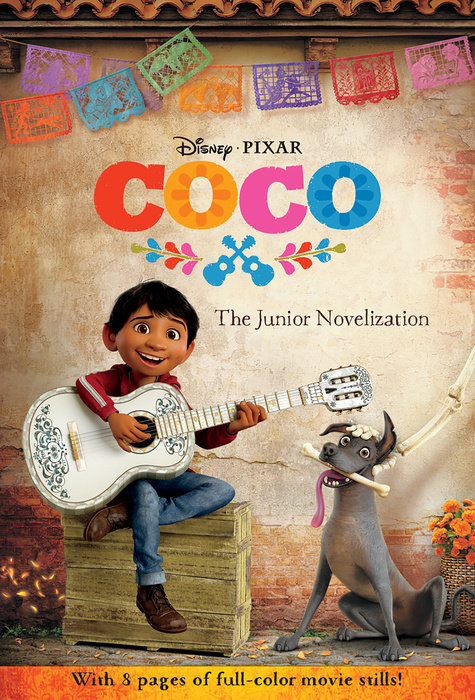 Disney · PIXAR
COCO
The Junior Novelization
With 8 pages of full-color movie stills!